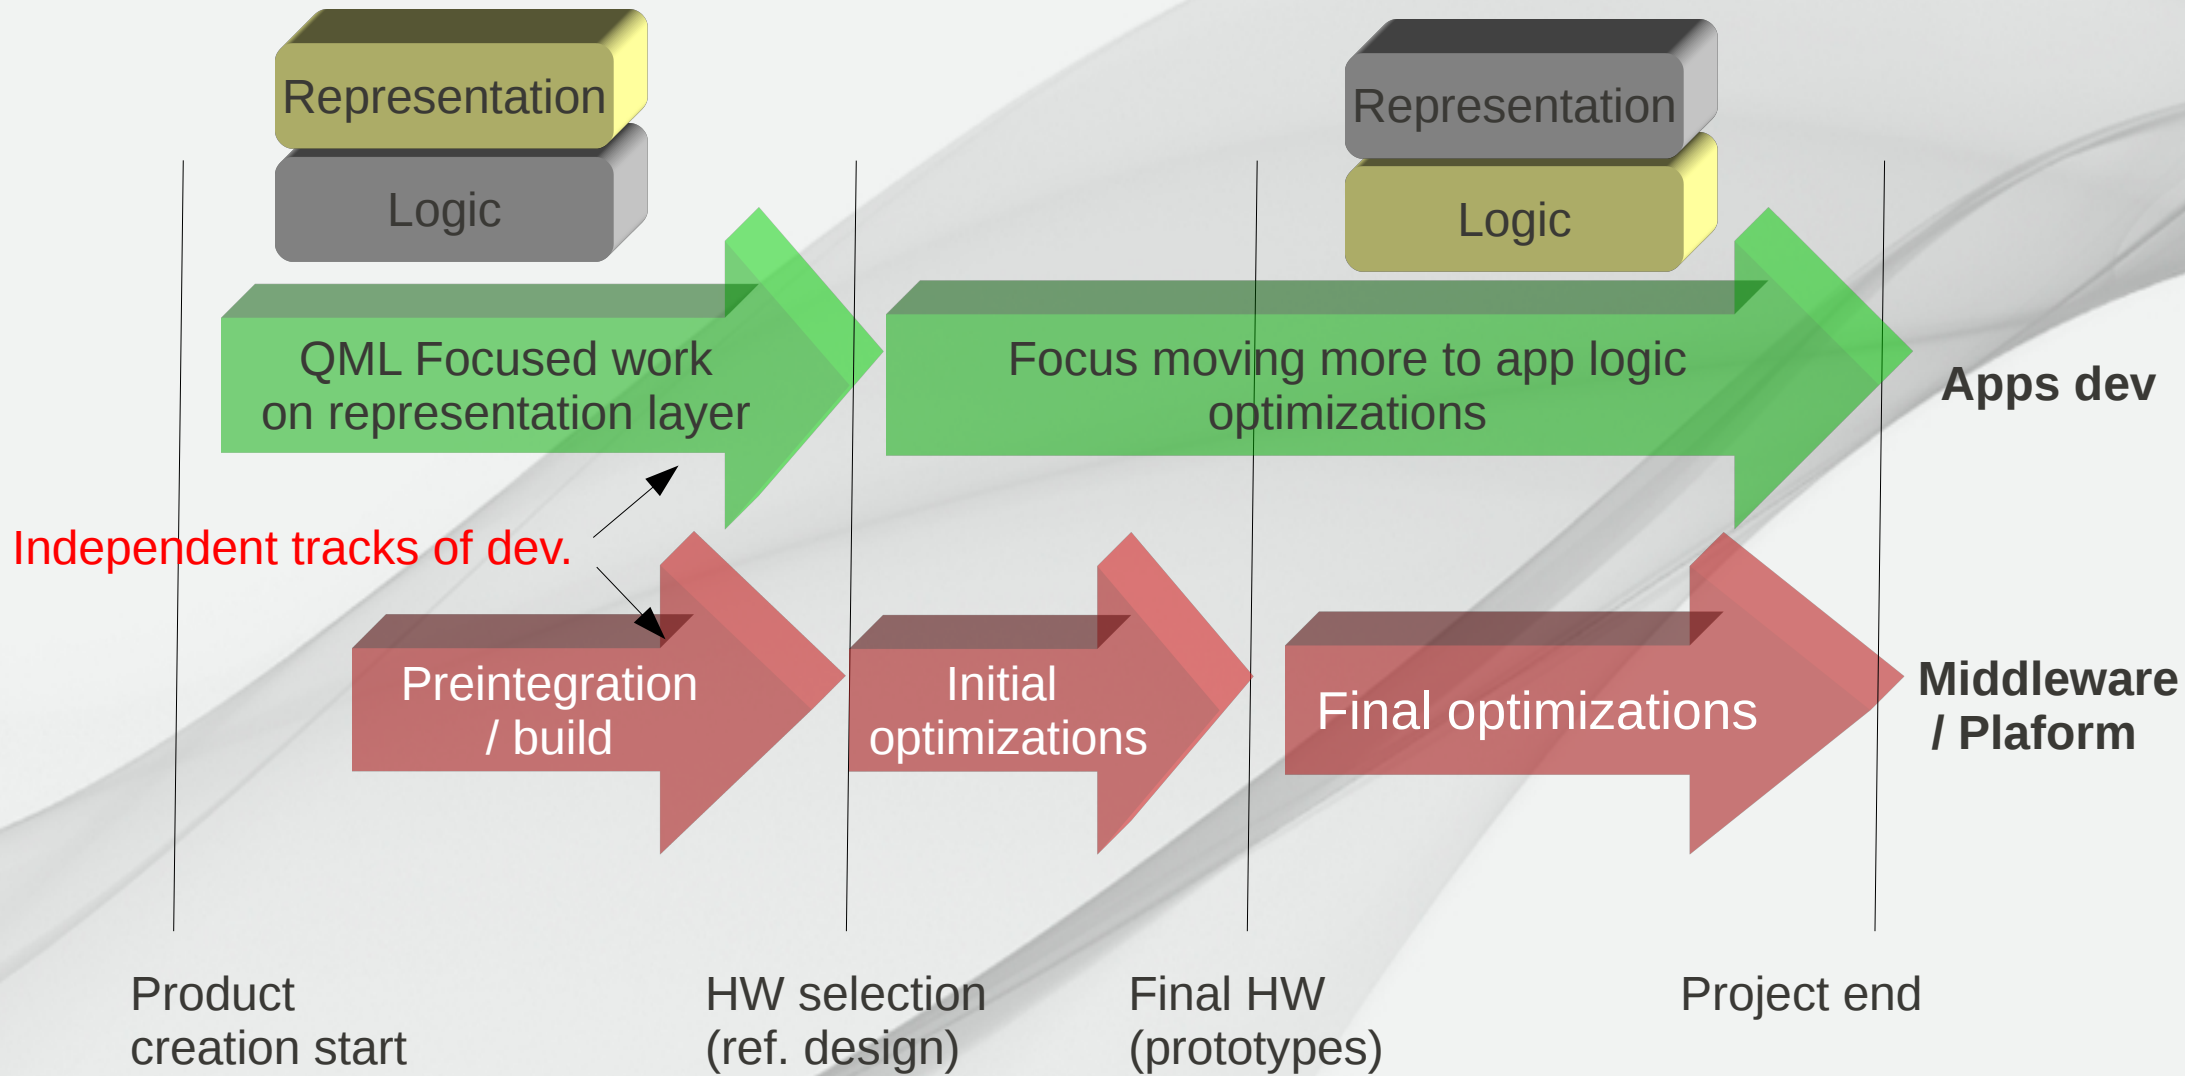 Representation
Logic
Representation
Logic
QML Focused work
on representation layer
Focus moving more to app logic
optimizations
Apps dev
Independent tracks of dev.
Preintegration
/ build
Initial
optimizations
Final optimizations
Middleware
/ Plaform
Product
creation start
HW selection
(ref. design)
Final HW
(prototypes)
Project end